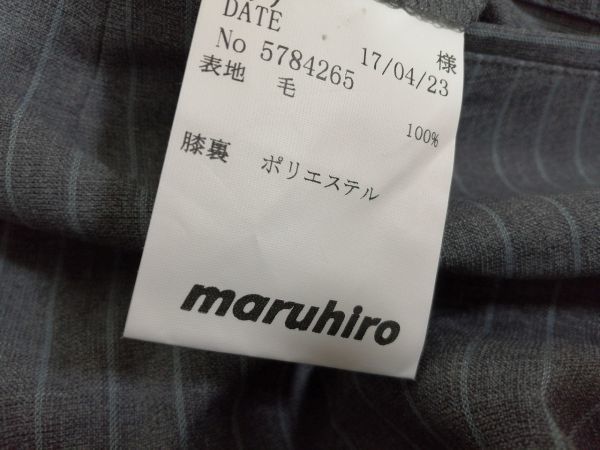 DATE 17/04/23 様
No 5784265
表地 毛 100%
膝裏 ポリエステル
maruhiro